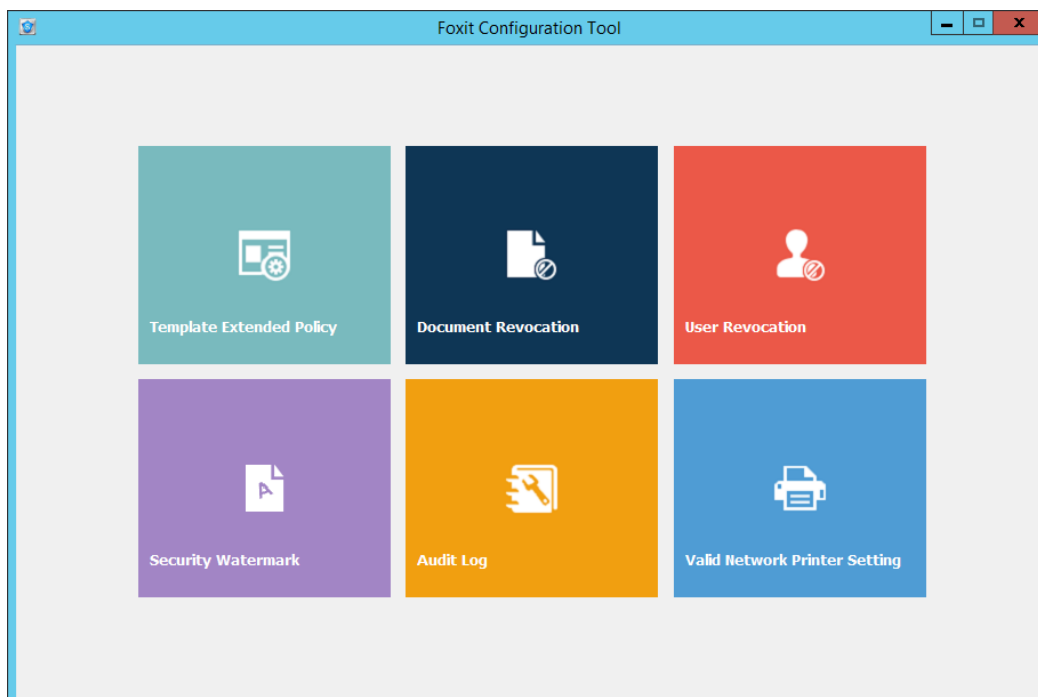 Foxit Configuration Tool
Template Extended Policy
Document Revocation
User Revocation
Security Watermark
Audit Log
Valid Network Printer Setting